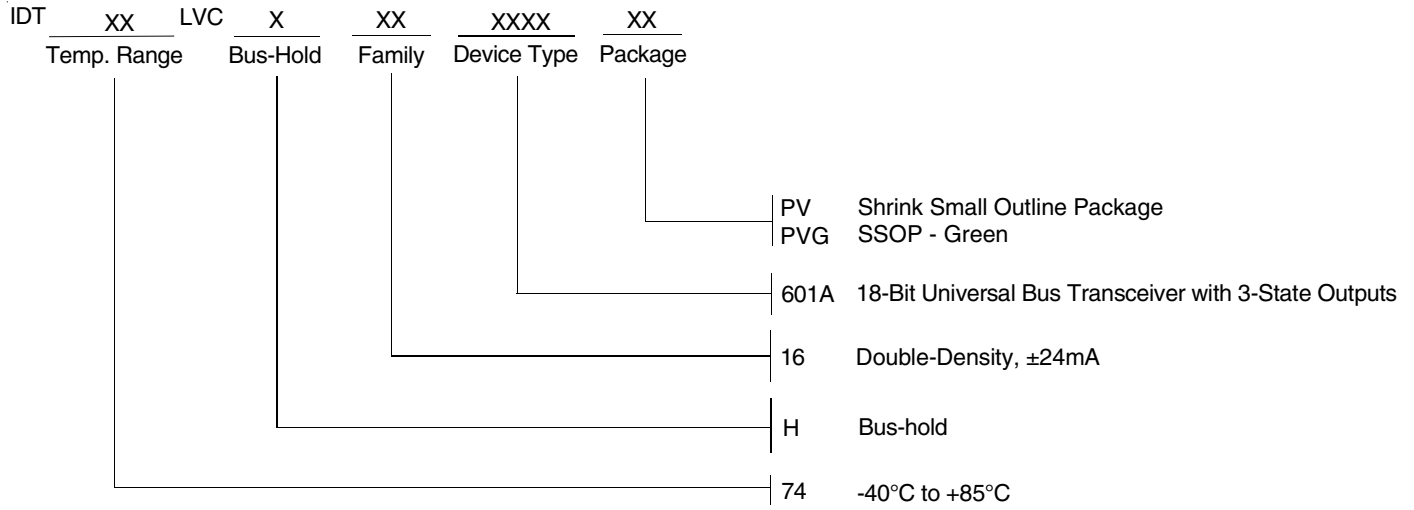 IDT XX LVC X XX XXXX XX
Temp. Range Bus-Hold Family Device Type Package
PV Shrink Small Outline Package
PVG SSOP - Green
601A 18-Bit Universal Bus Transceiver with 3-State Outputs
16 Double-Density, ±24mA
H Bus-hold
74 -40°C to +85°C